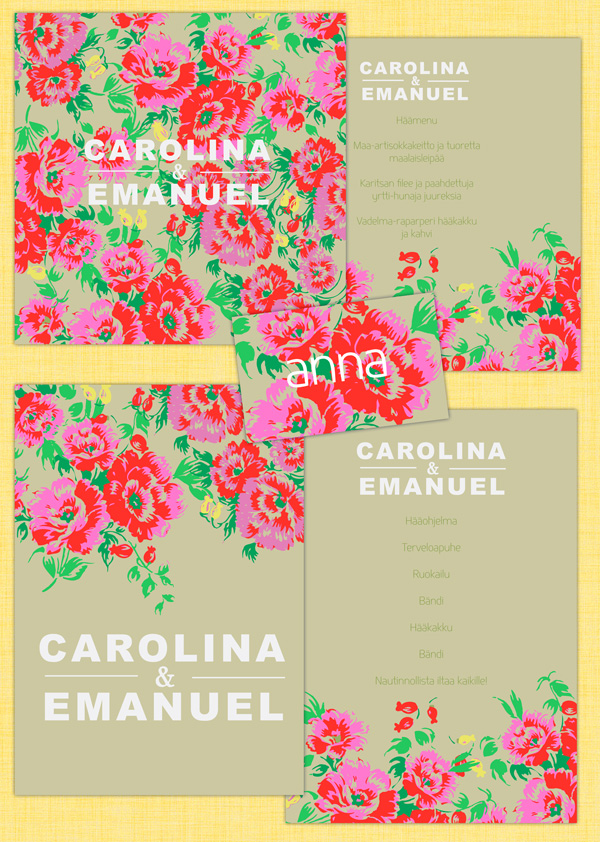 CAROLINA
&
EMANUEL
CAROLINA
&
EMANUEL
Häämenu
Maa-artisokkakeitto ja tuoretta
maalaisleipää
Karitsan filee ja paahdettuja
yrtti-hunaja juureksia
Vadelma-raparperi hääkakku
ja kahvi
anna
CAROLINA
&
EMANUEL
CAROLINA
&
EMANUEL
Hääohjelma
Terveloapuhe
Ruokailu
Bändi
Hääkakku
Bändi
Nautinnollista iltaa kaikille!